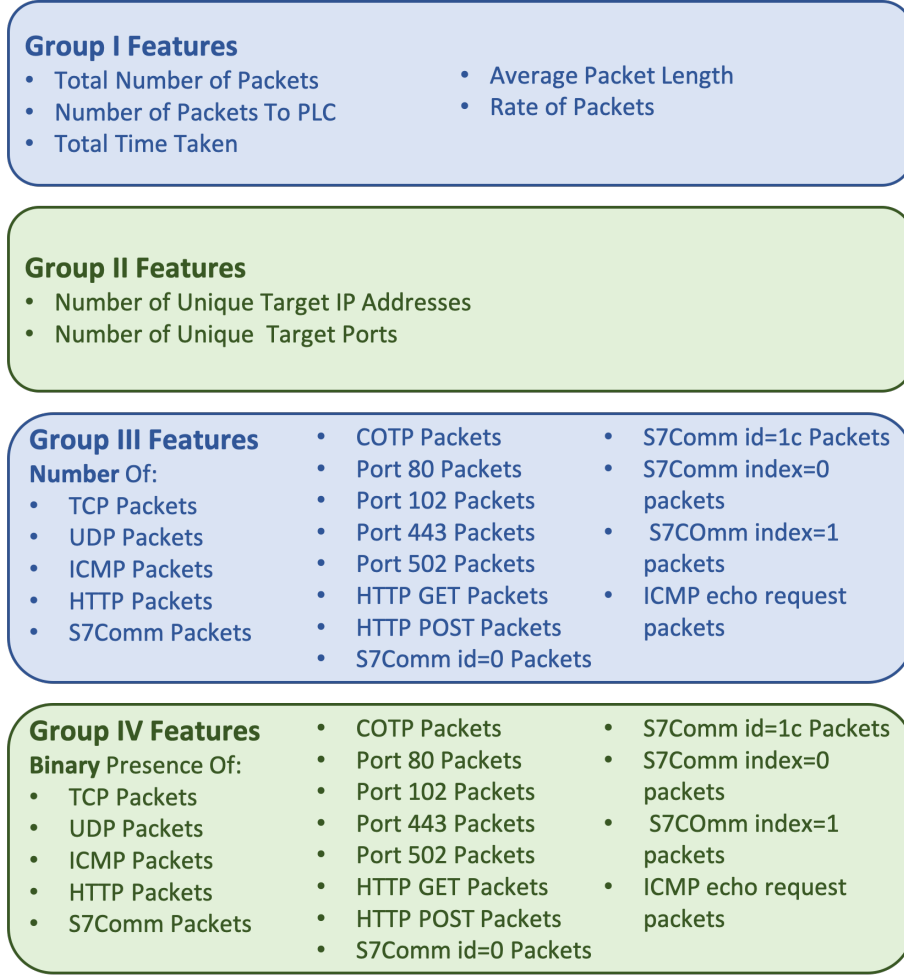 Group I Features
• Total Number of Packets
• Number of Packets To PLC
• Total Time Taken
• Average Packet Length
• Rate of Packets
Group II Features
• Number of Unique Target IP Addresses
• Number of Unique  Target Ports
Group III Features
Number Of:
• TCP Packets
• UDP Packets
• ICMP Packets
• HTTP Packets
• S7Comm Packets
• COTP Packets
• Port 80 Packets
• Port 102 Packets
• Port 443 Packets
• Port 502 Packets
• HTTP GET Packets
• HTTP POST Packets
• S7Comm id=0 Packets
• S7Comm id=1c Packets
• S7Comm index=0
packets
• S7COmm index=1
packets
• ICMP echo request
packets
Group IV Features
Binary Presence Of:
• TCP Packets
• UDP Packets
• ICMP Packets
• HTTP Packets
• S7Comm Packets
• COTP Packets
• Port 80 Packets
• Port 102 Packets
• Port 443 Packets
• Port 502 Packets
• HTTP GET Packets
• HTTP POST Packets
• S7Comm id=0 Packets
• S7Comm id=1c Packets
• S7Comm index=0
packets
• S7COmm index=1
packets
• ICMP echo request
packets